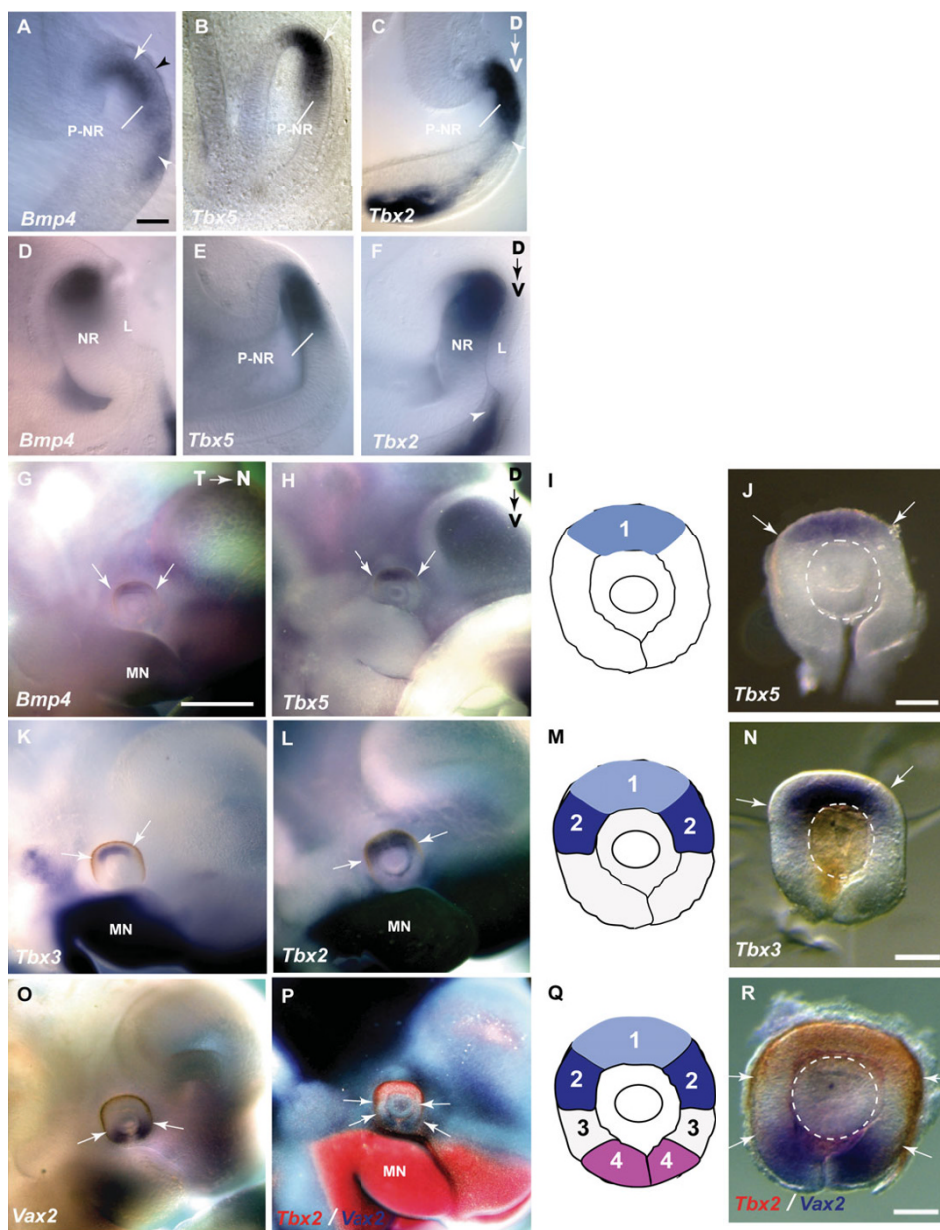 A
P-NR
Bmp4
B
P-NR
Tbx5
C
D
V
P-NR
Tbx2
D
NR
L
Bmp4
E
P-NR
Tbx5
F
D
V
NR
L
Tbx2
G
T N
MN
Bmp4
H
D
V
Tbx5
I
1
J
Tbx5
K
MN
Tbx3
L
MN
Tbx2
M
1
2 2
N
Tbx3
O
Vax2
P
MN
Tbx2 / Vax2
Q
1
2 2
3 3
4 4
R
Tbx2 / Vax2